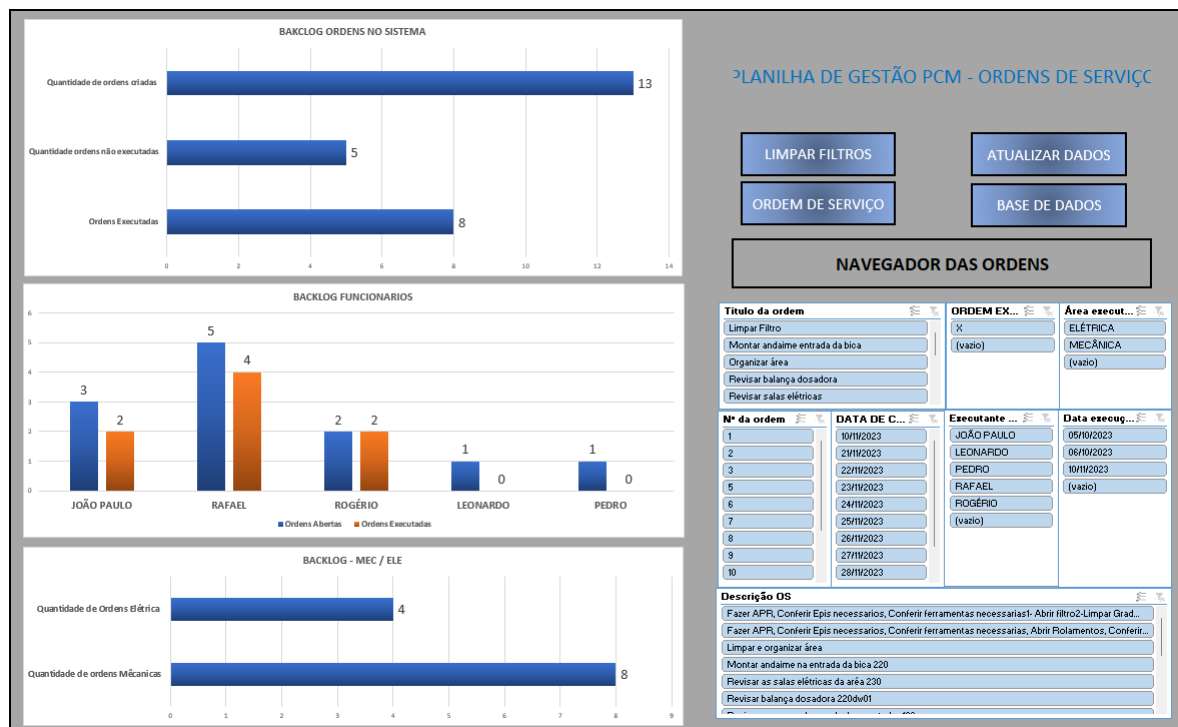 BAKCLOG ORDENS NO SISTEMA
Quantidade de ordens criadas
13
Quantidade ordens não executadas
5
Ordens Executadas
8
0 2 4 6 8 10 12 14
BACKLOG FUNCIONARIOS
6
5
4
3
2
1
0
3 2 5 4 2 2 1 0 1 0
JOÃO PAULO RAFAEL ROGÉRIO LEONARDO PEDRO
Ordens Abertas Ordens Executadas
BACKLOG - MEC / ELE
Quantidade de Ordens Elétrica
4
Quantidade de ordens Mêcanicas
8
0 1 2 3 4 5 6 7 8 9
PLANILHA DE GESTÃO PCM - ORDENS DE SERVIÇO
LIMPAR FILTROS
ATUALIZAR DADOS
ORDEM DE SERVIÇO
BASE DE DADOS
NAVEGADOR DAS ORDENS
Título da ordem
Limpar Filtro
Montar andaime entrada da bica
Organizar área
Revisar balança dosadora
Revisar salas elétricas
ORDEM EX...
X
(vazio)
Área execut...
ELÉTRICA
MECÂNICA
(vazio)
Nº da ordem
1
2
3
5
6
7
8
9
10
DATA DE C...
10/11/2023
21/11/2023
22/11/2023
23/11/2023
24/11/2023
25/11/2023
26/11/2023
27/11/2023
28/11/2023
Executante ...
JOÃO PAULO
LEONARDO
PEDRO
RAFAEL
ROGÉRIO
(vazio)
Data execuç...
05/10/2023
06/10/2023
10/11/2023
(vazio)
Descrição OS
Fazer APR, Conferir Epis necessarios, Conferir ferramentas necessarias1- Abrir filtro2-Limpar Grad...
Fazer APR, Conferir Epis necessarios, Conferir ferramentas necessarias, Abrir Rolamentos, Conferir...
Limpar e organizar área
Montar andaime na entrada da bica 220
Revisar as salas elétricas da aréa 230
Revisar balança dosadora 220dw01